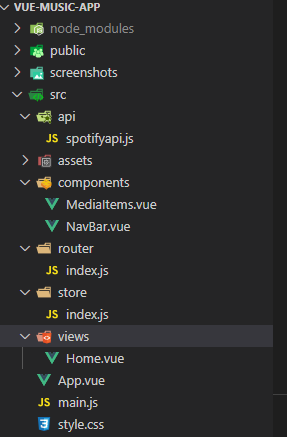 VUE-MUSIC-APP
node_modules
public
screenshots
src
api
JS spotifyapi.js
assets
components
MediaItems.vue
NavBar.vue
router
JS index.js
store
JS index.js
views
Home.vue
App.vue
JS main.js
style.css